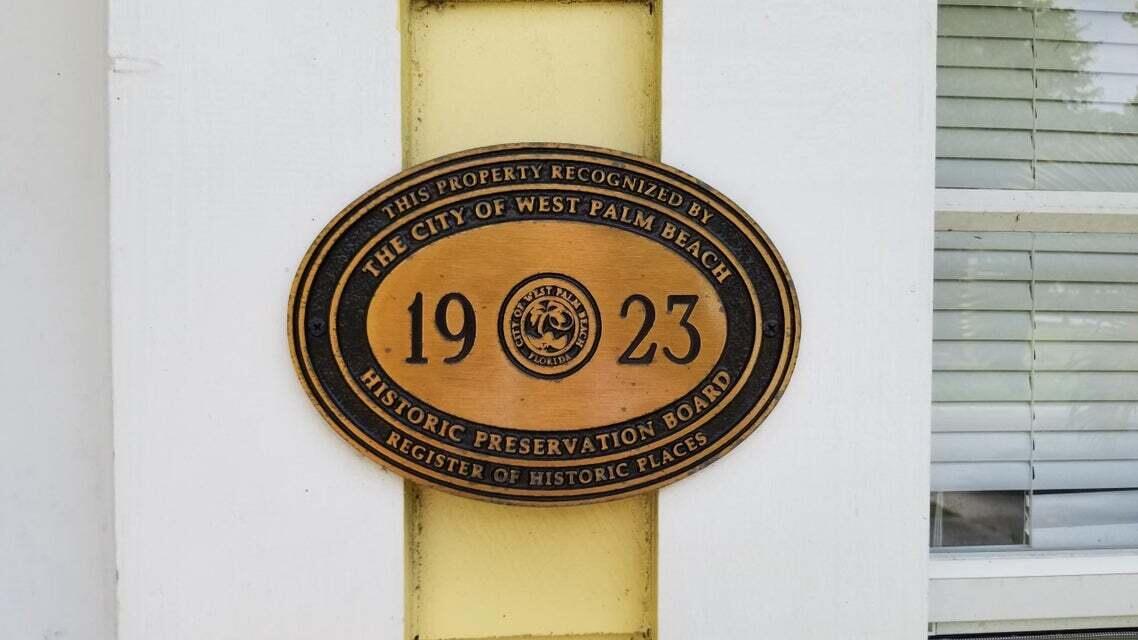 THIS PROPERTY RECOGNIZED BY
THE CITY OF WEST PALM BEACH
19 23
CITY OF WEST PALM BEACH
FLORIDA
HISTORIC PRESERVATION BOARD
REGISTER OF HISTORIC PLACES